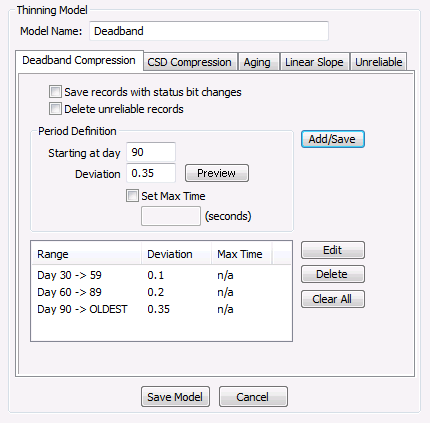 Thinning Model
Model Name: Deadband
Deadband Compression CSD Compression Aging Linear Slope Unreliable
Save records with status bit changes
Delete unreliable records
Period Definition
Starting at day 90 Add/Save
Deviation 0.35 Preview
Set Max Time
(seconds)
Range Deviation Max Time Edit
Day 30 -> 59 0.1 n/a Delete
Day 60 -> 89 0.2 n/a
Day 90 -> OLDEST 0.35 n/a Clear All
Save Model Cancel